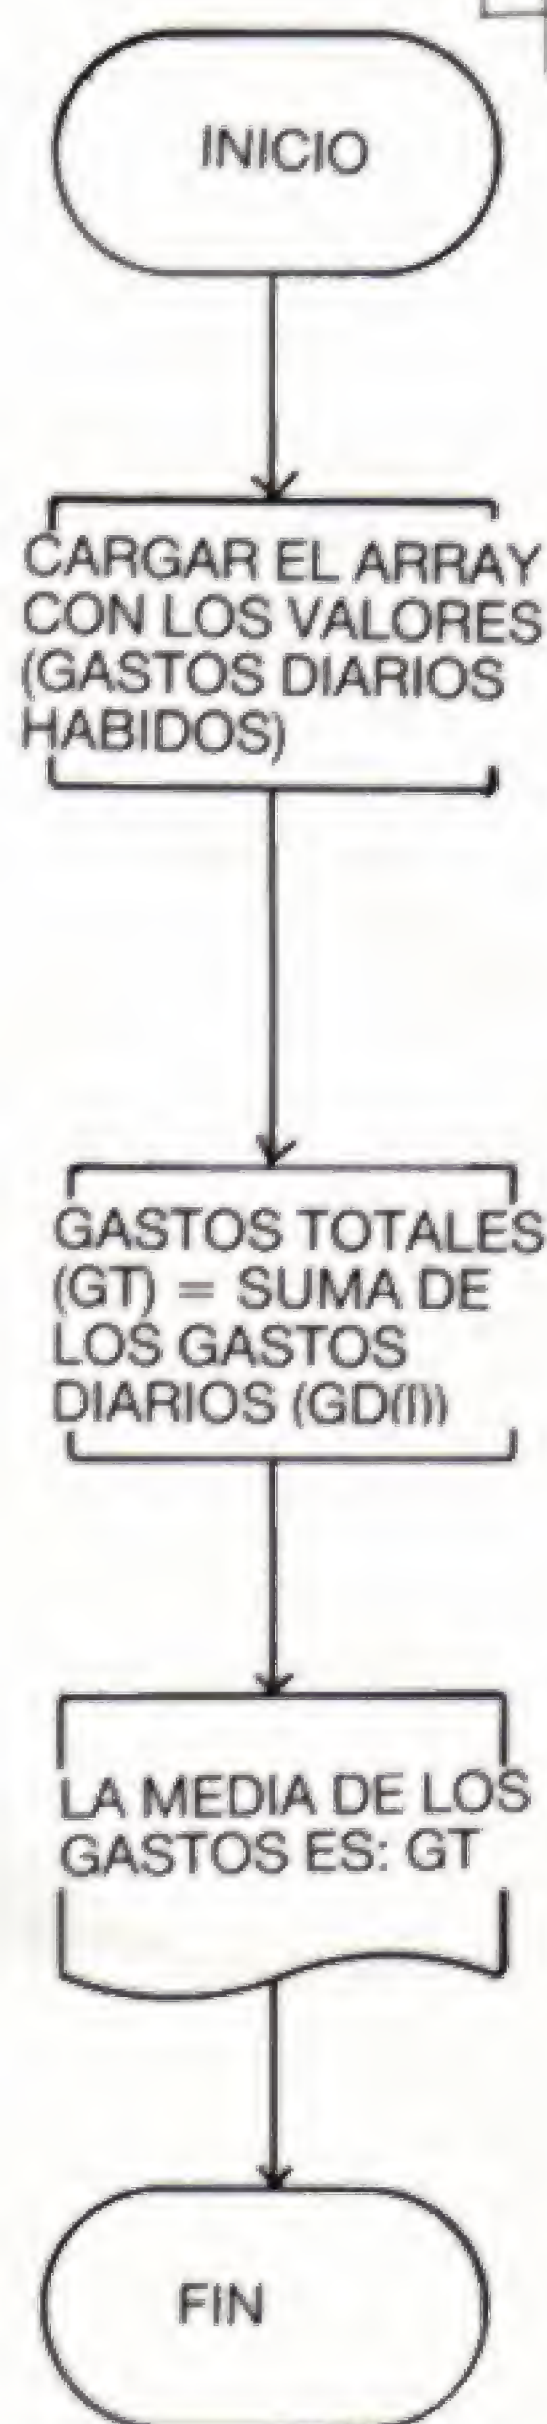 INICIO
CARGAR EL ARRAY
CON LOS VALORES
(GASTOS DIARIOS
HABIDOS)
GASTOS TOTALES
(GT) = SUMA DE
LOS GASTOS
DIARIOS (GD(I))
LA MEDIA DE LOS
GASTOS ES: GT
FIN